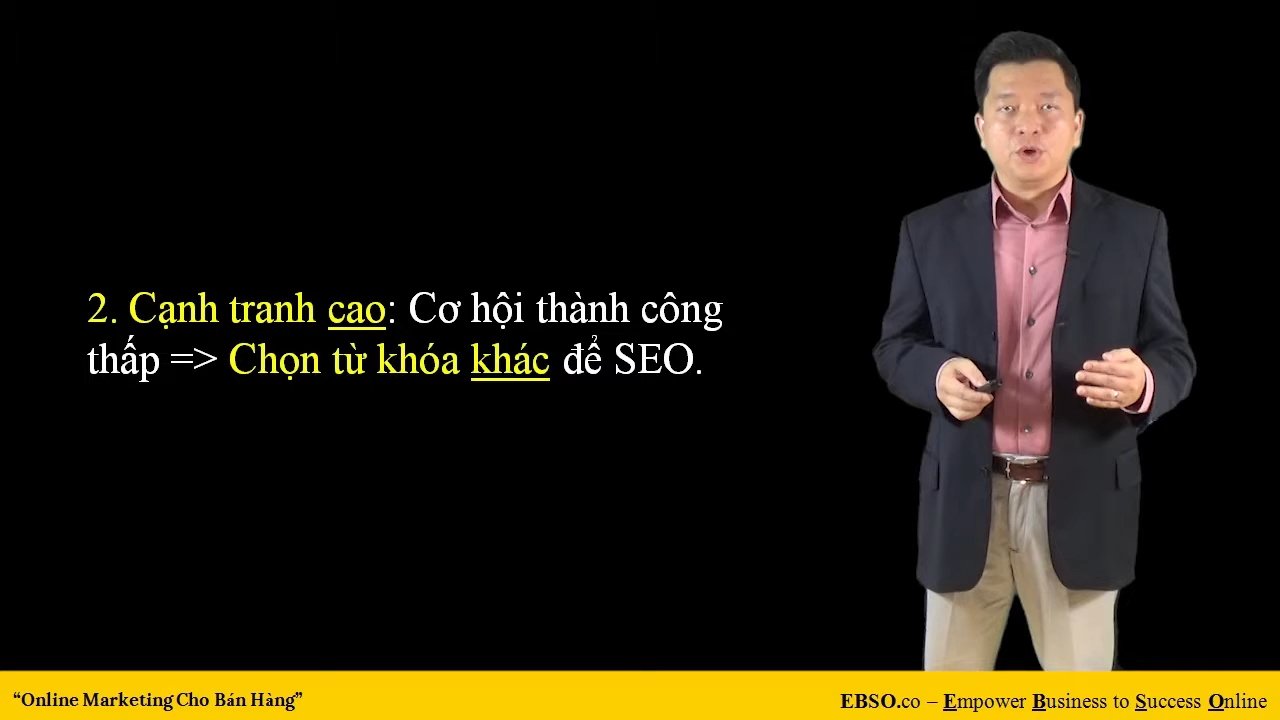 2. Cạnh tranh cao: Cơ hội thành công
thấp => Chọn từ khóa khác để SEO.
“Online Marketing Cho Bán Hàng”
EBSO.co – Empower Business to Success Online